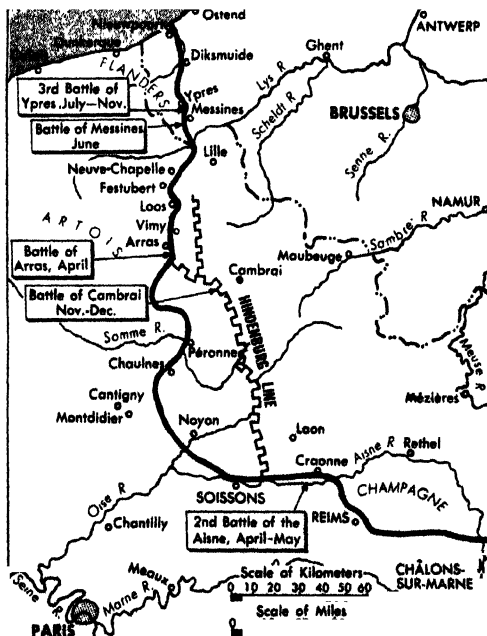 Ostend
Nieuwpoort
ANTWERP
Dunkerque
Diksmuide
Ghent
FLANDERS
Lys R
3rd Battle of
Ypres. July—Nov.
Ypres
Messines
Scheldt R
BRUSSELS
Battle of Messines
June
Senne R.
Lille
Neuve-Chapelle
Festubert
NAMUR
Loos
ARTOIS
Vimy
Arras
Sambre R
Maubeuge
Battle of
Arras, April
Cambrai
Battle of Cambrai
Nov.-Dec.
HINDENBURG
LINE
Somme R.
Péronne
Meuse R
Chaulnes
Cantigny
Montdidier
Mézières
Noyon
Laon
Aisne R
Rethel
Craonne
Oise R
SOISSONS
CHAMPAGNE
2nd Battle of the
Aisne, April-May
REIMS
Chantilly
CHÂLONS-
SUR-MARNE
Meaux
Scale of Kilometers
0 10 20 30 40 50 60
Seine R.
Marne R.
Scale of Miles
PARIS
0